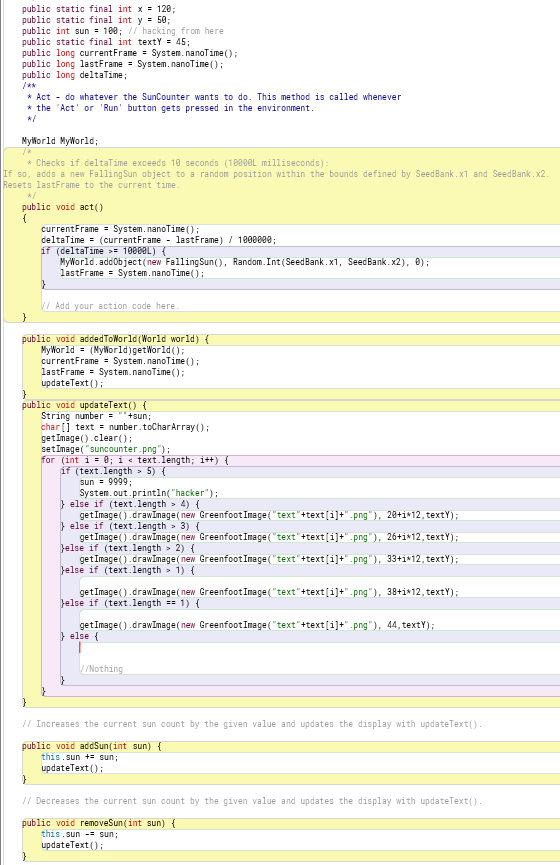 public static final int x = 120;
public static final int y = 50;
public int sun = 100; // hacking from here
public static final int textY = 45;
public long currentFrame = System.nanoTime();
public long lastFrame = System.nanoTime();
public long deltaTime;
/**
* Act - do whatever the SunCounter wants to do. This method is called whenever
* the 'Act' or 'Run' button gets pressed in the environment.
*/
MyWorld MyWorld;
/*
* Checks if deltaTime exceeds 10 seconds (10000L milliseconds):
If so, adds a new FallingSun object to a random position within the bounds defined by SeedBank.x1 and SeedBank.x2.
Resets lastFrame to the current time.
*/
public void act()
{
currentFrame = System.nanoTime();
deltaTime = (currentFrame - lastFrame) / 1000000;
if (deltaTime >= 10000L) {
MyWorld.addObject(new FallingSun(), Random.Int(SeedBank.x1, SeedBank.x2), 0);
lastFrame = System.nanoTime();
}
// Add your action code here.
}
public void addedToWorld(World world) {
MyWorld = (MyWorld)getWorld();
currentFrame = System.nanoTime();
lastFrame = System.nanoTime();
updateText();
}
public void updateText() {
String number = ""+sun;
char[] text = number.toCharArray();
getImage().clear();
setImage("suncounter.png");
for (int i = 0; i < text.length; i++) {
if (text.length > 5) {
sun = 9999;
System.out.println("hacker");
} else if (text.length > 4) {
getImage().drawImage(new GreenfootImage("text"+text[i]+".png"), 20+i*12,textY);
} else if (text.length > 3) {
getImage().drawImage(new GreenfootImage("text"+text[i]+".png"), 26+i*12,textY);
}else if (text.length > 2) {
getImage().drawImage(new GreenfootImage("text"+text[i]+".png"), 33+i*12,textY);
}else if (text.length > 1) {
getImage().drawImage(new GreenfootImage("text"+text[i]+".png"), 38+i*12,textY);
}else if (text.length == 1) {
getImage().drawImage(new GreenfootImage("text"+text[i]+".png"), 44,textY);
} else {
//Nothing
}
}
}
// Increases the current sun count by the given value and updates the display with updateText().
public void addSun(int sun) {
this.sun += sun;
updateText();
}
// Decreases the current sun count by the given value and updates the display with updateText().
public void removeSun(int sun) {
this.sun -= sun;
updateText();
}